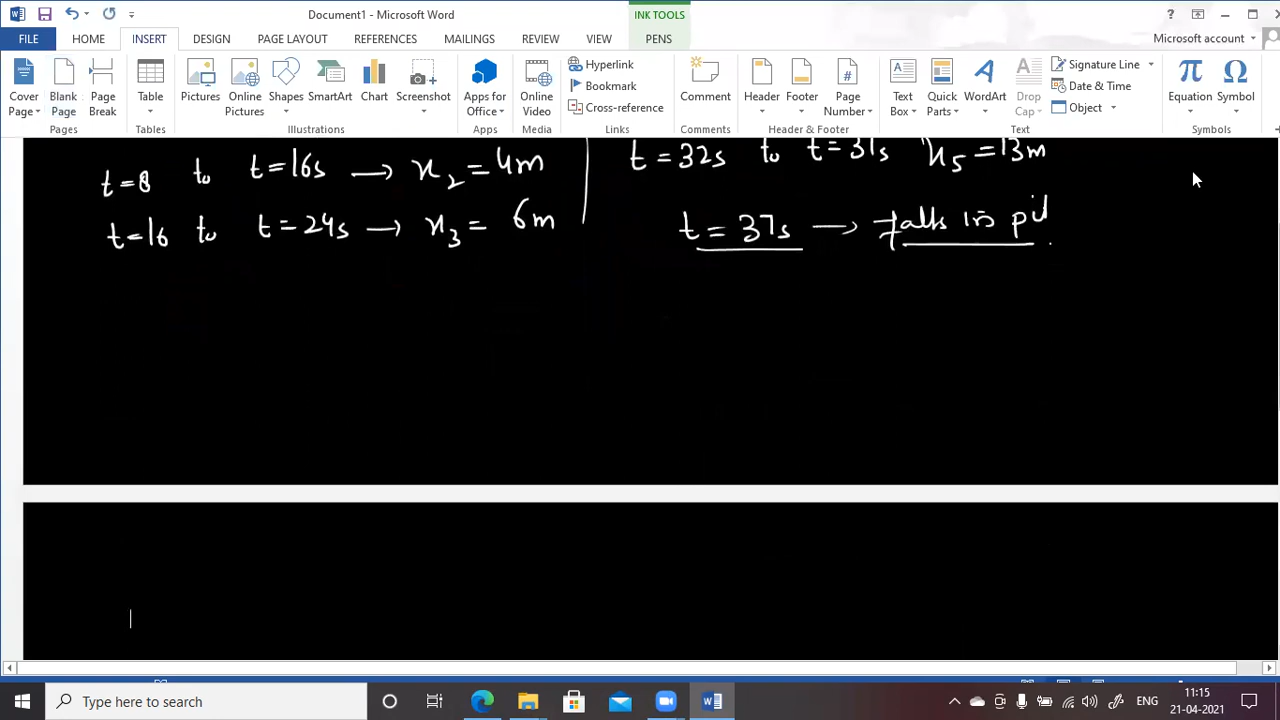 Document1 - Microsoft Word
INK TOOLS
?
FILE
HOME
INSERT
DESIGN
PAGE LAYOUT
REFERENCES
MAILINGS
REVIEW
VIEW
PENS
Microsoft account
Cover Page
Blank Page
Page Break
Table
Pictures
Online Pictures
Shapes
SmartArt
Chart
Screenshot
Apps for Office
Online Video
Hyperlink
Bookmark
Cross-reference
Comment
Header
Footer
Page Number
Text Box
Quick Parts
WordArt
Drop Cap
Signature Line
Date & Time
Object
Equation
Symbol
Pages
Tables
Illustrations
Apps
Media
Links
Comments
Header & Footer
Text
Symbols
t=8 to t=16s → x₂=4m
t=16 to t=24s → x₃= 6m
t=32s to t=37s x₅=13m
t=37s → falls in pit.
Type here to search
ENG
11:15
21-04-2021